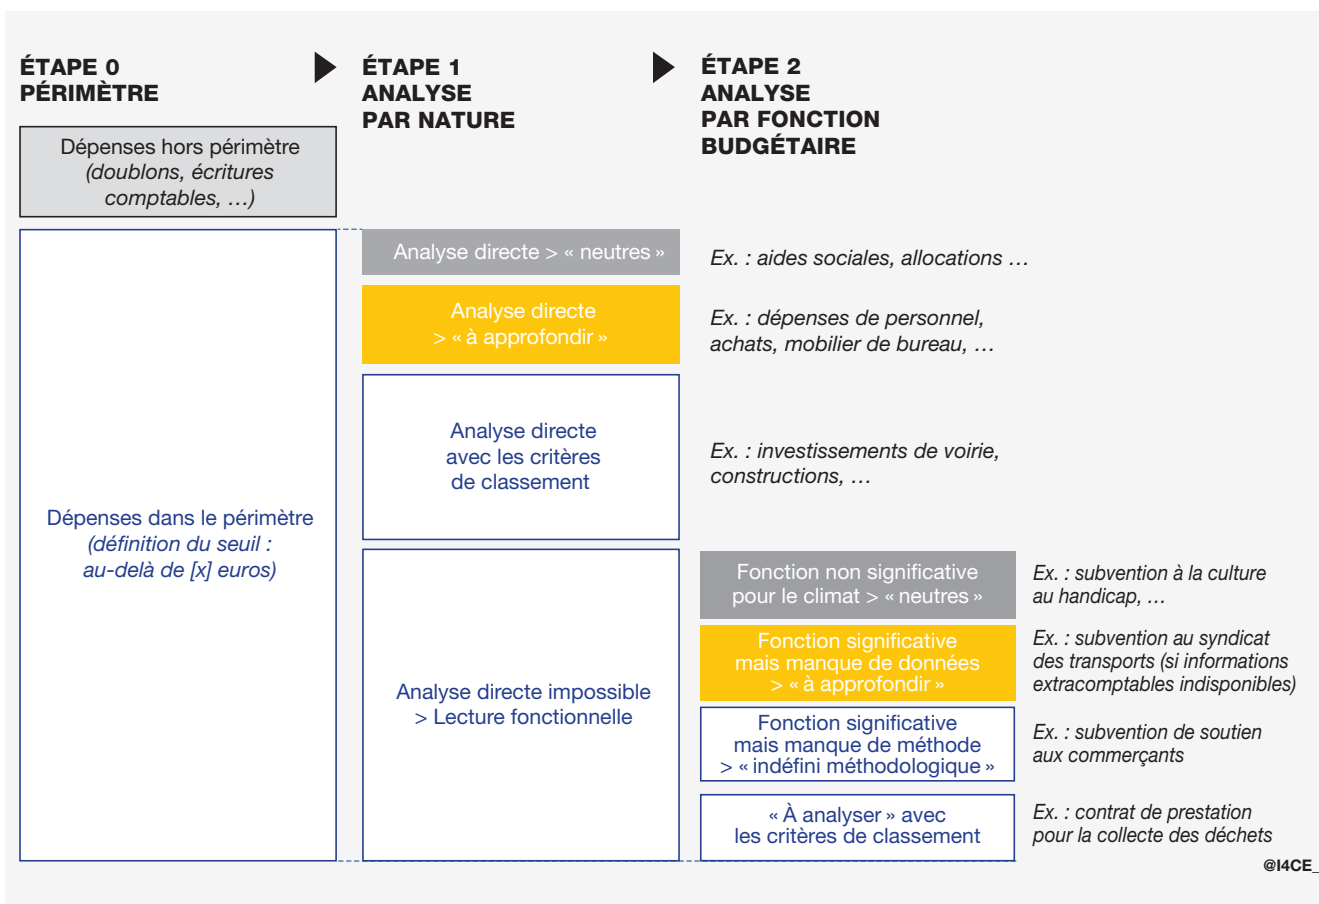 ÉTAPE 0
PÉRIMÈTRE
Dépenses hors périmètre
(doublons, écritures
comptables, …)
Dépenses dans le périmètre
(définition du seuil :
au-delà de [x] euros)
ÉTAPE 1
ANALYSE
PAR NATURE
Analyse directe > « neutres »
Analyse directe
> « à approfondir »
Analyse directe
avec les critères
de classement
Analyse directe impossible
> Lecture fonctionnelle
ÉTAPE 2
ANALYSE
PAR FONCTION
BUDGÉTAIRE
Ex. : aides sociales, allocations …
Ex. : dépenses de personnel,
achats, mobilier de bureau, …
Ex. : investissements de voirie,
constructions, …
Fonction non significative
pour le climat > « neutres »
Ex. : subvention à la culture
au handicap, …
Fonction significative
mais manque de données
> « à approfondir »
Ex. : subvention au syndicat
des transports (si informations
extracomptables indisponibles)
Fonction significative
mais manque de méthode
> « indéfini méthodologique »
Ex. : subvention de soutien
aux commerçants
« À analyser » avec
les critères de classement
Ex. : contrat de prestation
pour la collecte des déchets
@I4CE_